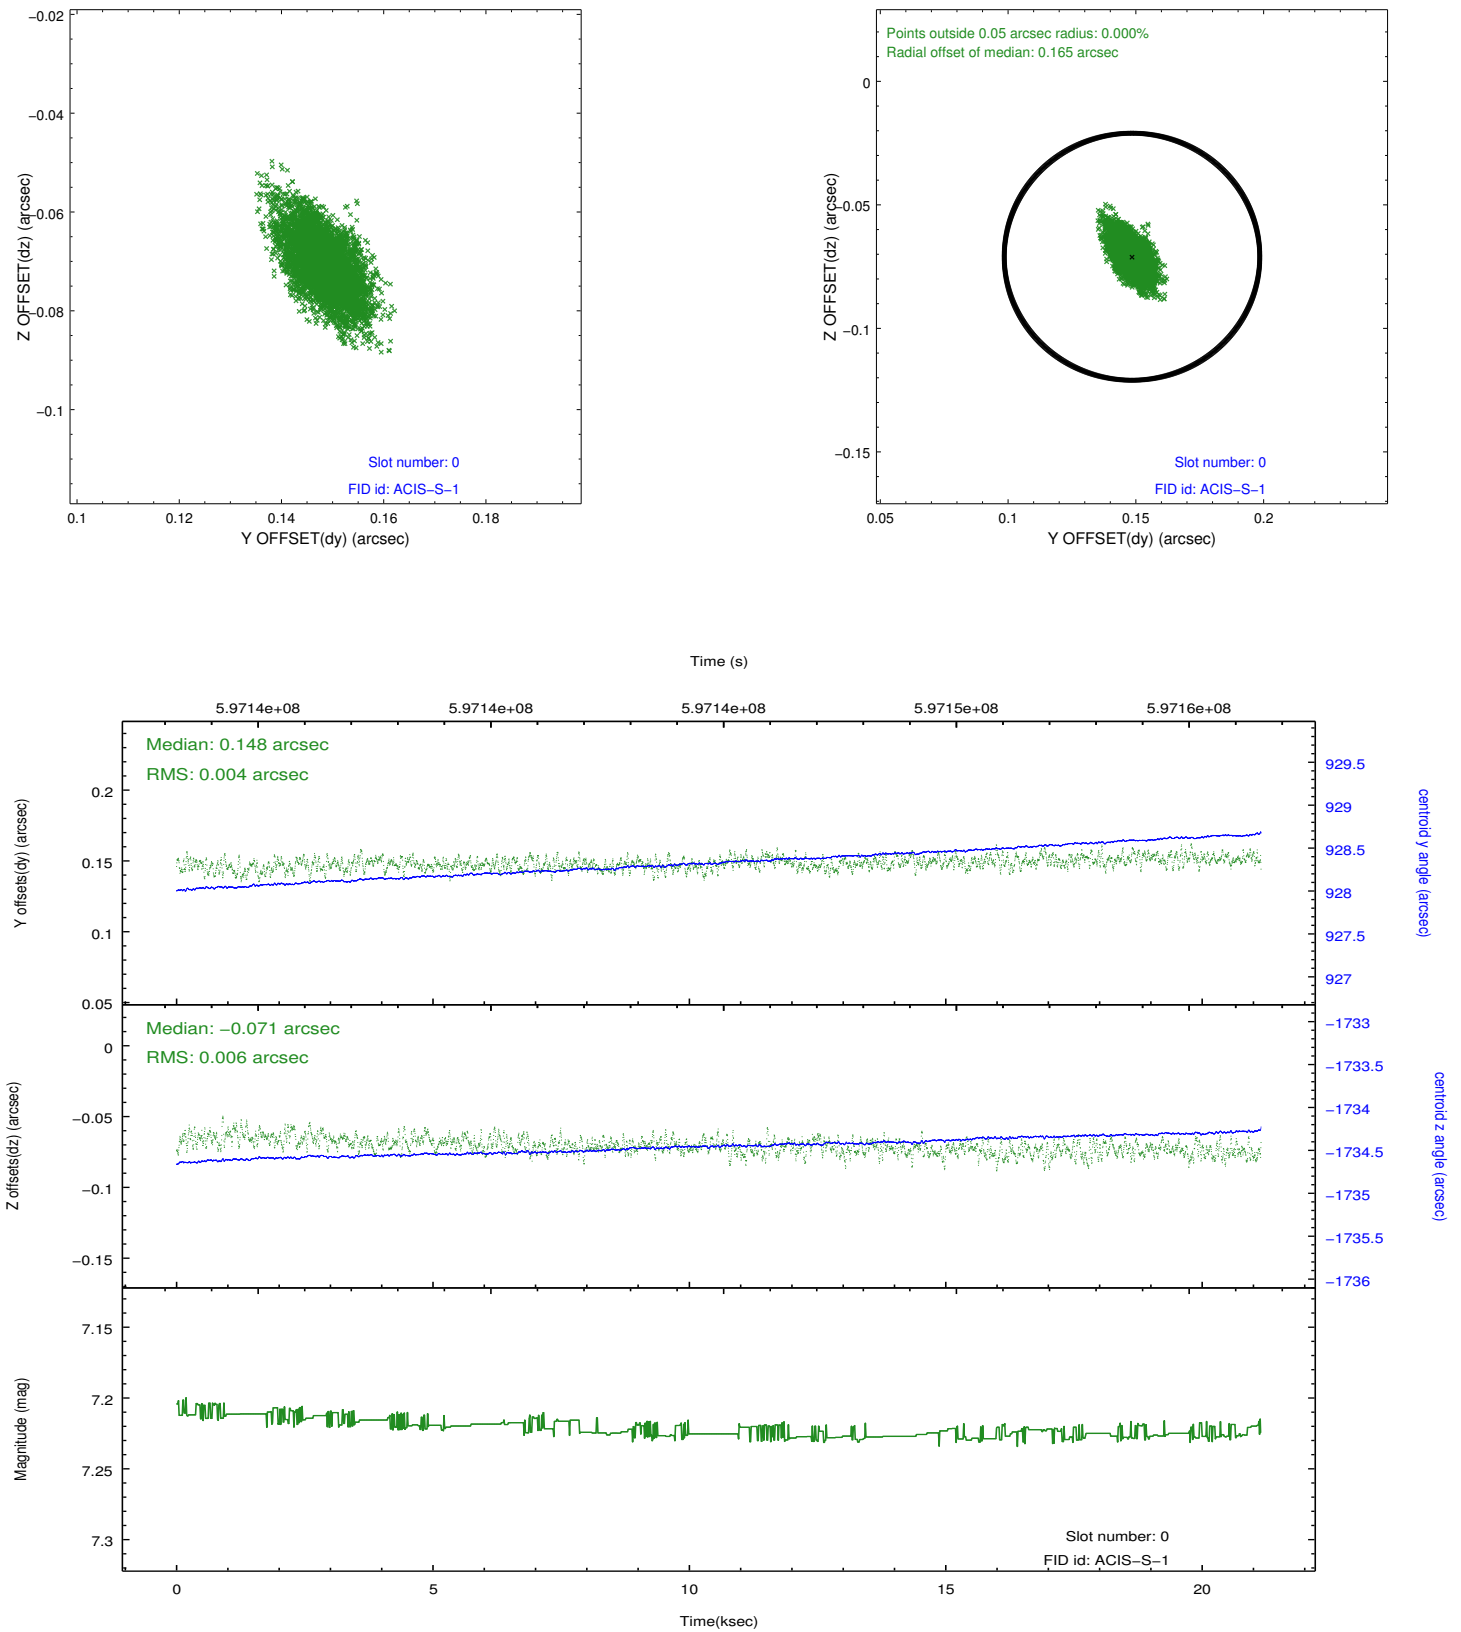 −0.02
−0.04
−0.06
−0.08
−0.1
Z OFFSET(dz) (arcsec)
Slot number: 0
FID id: ACIS−S−1
0.1
0.12
0.14
0.16
0.18
Y OFFSET(dy) (arcsec)
Points outside 0.05 arcsec radius: 0.000%
Radial offset of median: 0.165 arcsec
0
−0.05
−0.1
−0.15
Z OFFSET(dz) (arcsec)
Slot number: 0
FID id: ACIS−S−1
0.05
0.1
0.15
0.2
Y OFFSET(dy) (arcsec)
Time (s)
5.9714e+08
5.9714e+08
5.9714e+08
5.9715e+08
5.9716e+08
Median: 0.148 arcsec
RMS: 0.004 arcsec
0.2
0.15
0.1
0.05
Y offsets(dy) (arcsec)
929.5
929
928.5
928
927.5
927
centroid y angle (arcsec)
Median: −0.071 arcsec
RMS: 0.006 arcsec
0
−0.05
−0.1
−0.15
Z offsets(dz) (arcsec)
−1733
−1733.5
−1734
−1734.5
−1735
−1735.5
−1736
centroid z angle (arcsec)
7.15
7.2
7.25
7.3
Magnitude (mag)
Slot number: 0
FID id: ACIS−S−1
0
5
10
15
20
Time(ksec)